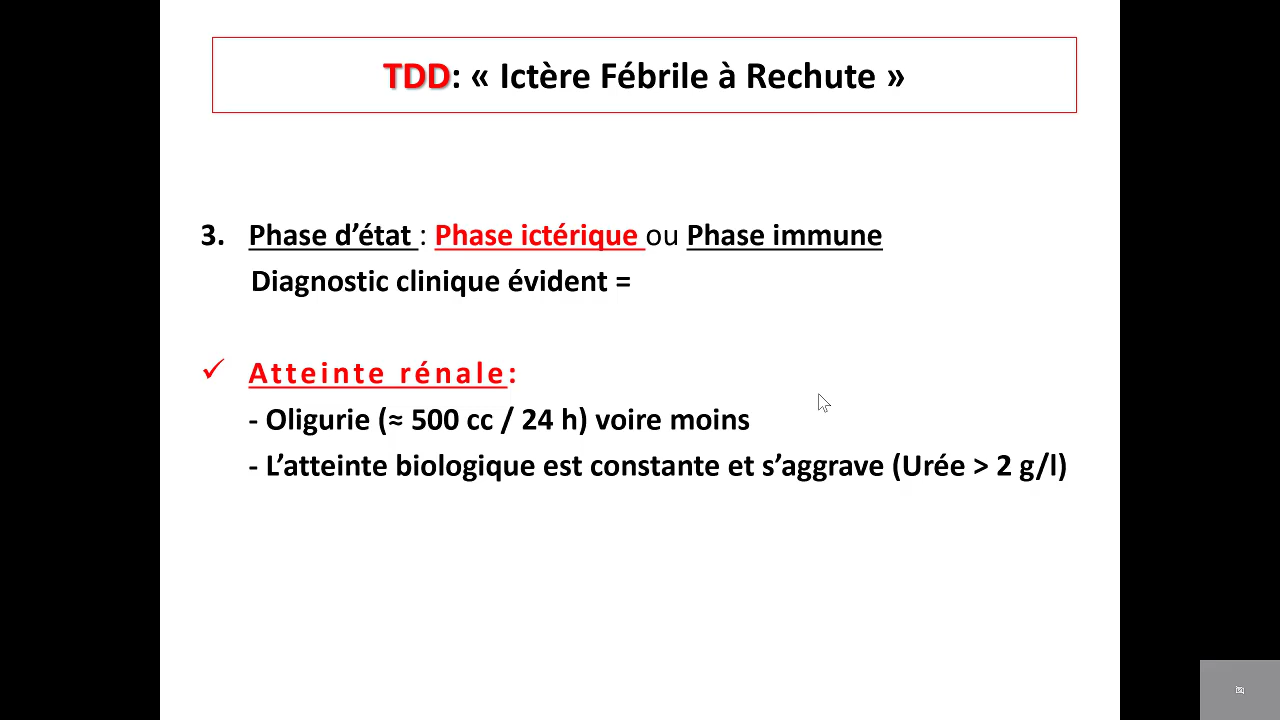 TDD: « Ictère Fébrile à Rechute »
3. Phase d’état : Phase ictérique ou Phase immune
Diagnostic clinique évident =
✓ Atteinte rénale:
- Oligurie (≈ 500 cc / 24 h) voire moins
- L’atteinte biologique est constante et s’aggrave (Urée > 2 g/l)